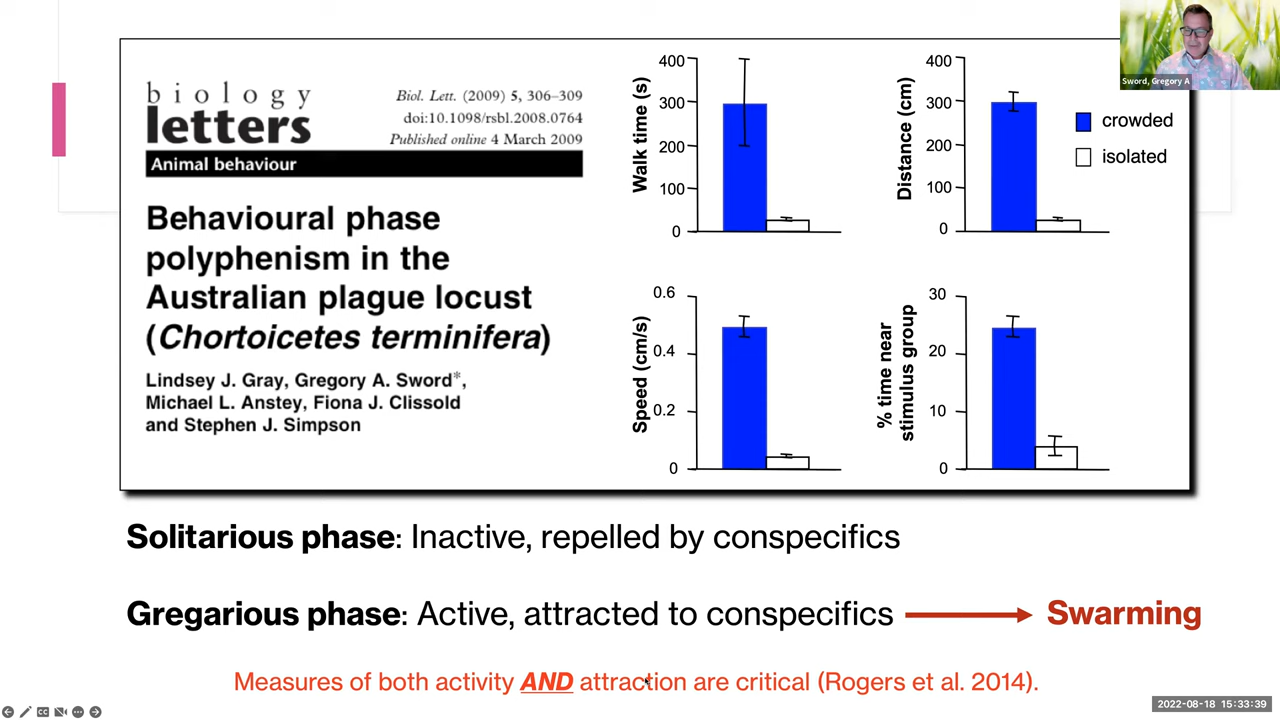 biology
letters
Animal behaviour
Biol. Lett. (2009) 5, 306–309
doi:10.1098/rsbl.2008.0764
Published online 4 March 2009
Behavioural phase
polyphenism in the
Australian plague locust
(Chortoicetes terminifera)
Lindsey J. Gray, Gregory A. Sword*,
Michael L. Anstey, Fiona J. Clissold
and Stephen J. Simpson
Walk time (s)
400
300
200
100
0
Distance (cm)
400
300
200
100
0
crowded
isolated
Speed (cm/s)
0.6
0.4
0.2
0
% time near
stimulus group
30
20
10
0
Sword, Gregory A
Solitarious phase: Inactive, repelled by conspecifics
Gregarious phase: Active, attracted to conspecifics
Swarming
Measures of both activity AND attraction are critical (Rogers et al. 2014).
CC
2022-08-18 15:33:39